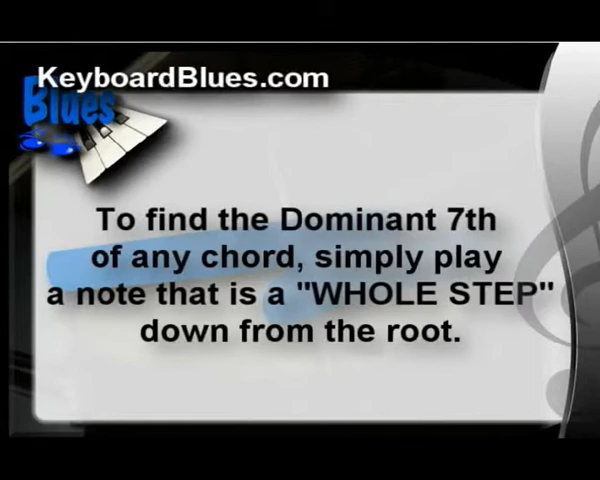 KeyboardBlues.com
Blues
To find the Dominant 7th
of any chord, simply play
a note that is a "WHOLE STEP"
down from the root.